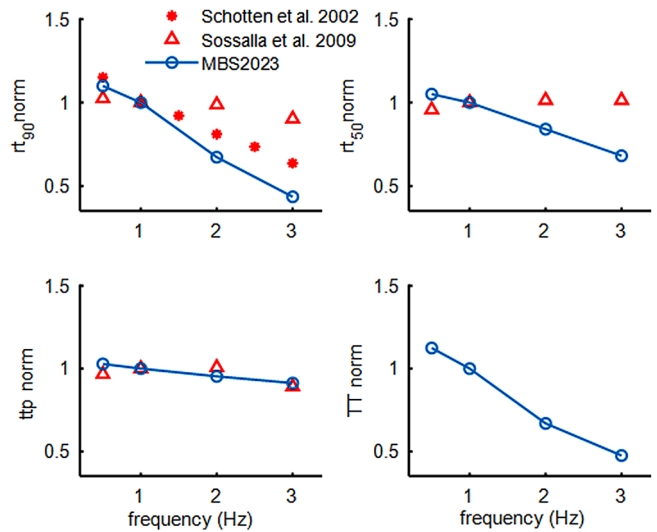 Schotten et al. 2002
Sossalla et al. 2009
MBS2023
1.5
1
0.5
rt90norm
1 2 3
1.5
1
0.5
rt50norm
1 2 3
1.5
1
0.5
ttp norm
1 2 3
frequency (Hz)
1.5
1
0.5
TT norm
1 2 3
frequency (Hz)